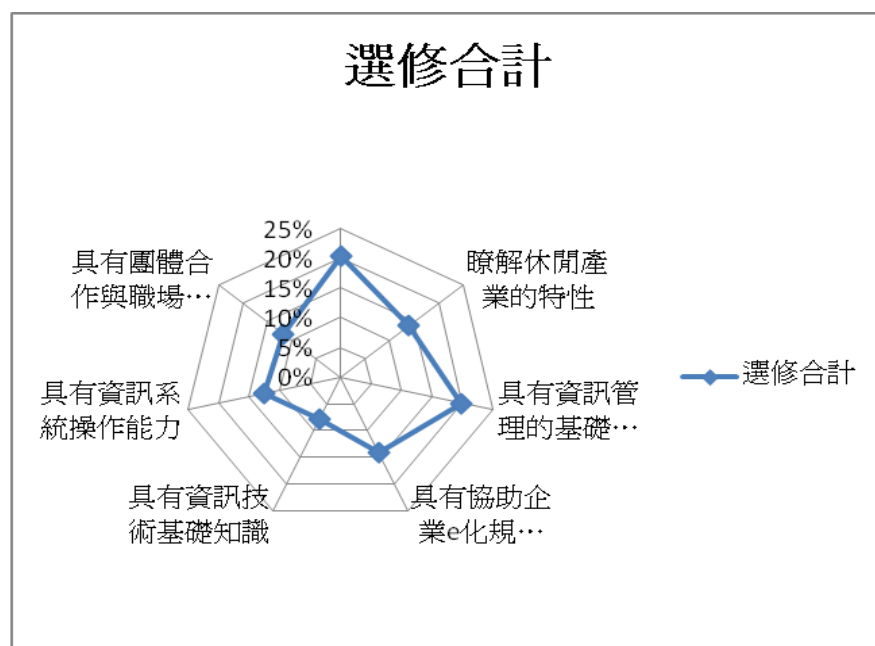 選修合計
25%
20%
15%
10%
5%
0%
瞭解休閒產
業的特性
具有資訊管
理的基礎…
具有協助企
業e化規…
具有資訊技
術基礎知識
具有資訊系
統操作能力
具有團體合
作與職場…
選修合計